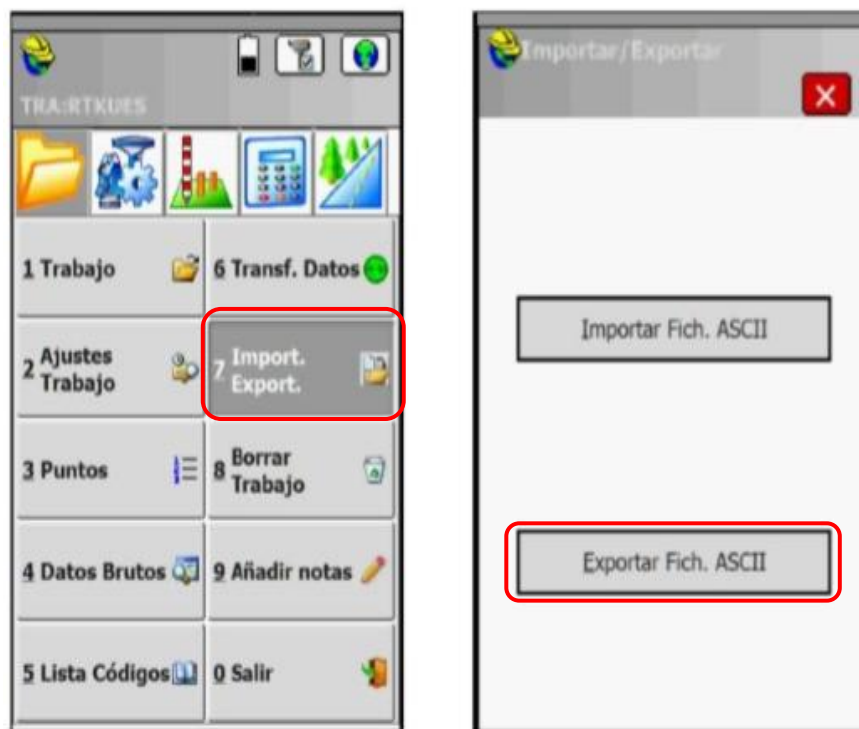 TRA:RTKUES
1 Trabajo
6 Transf. Datos
2 Ajustes
Trabajo
7 Import.
Export.
3 Puntos
8 Borrar
Trabajo
4 Datos Brutos
9 Añadir notas
5 Lista Códigos
0 Salir
Importar/Exportar
Importar Fich. ASCII
Exportar Fich. ASCII